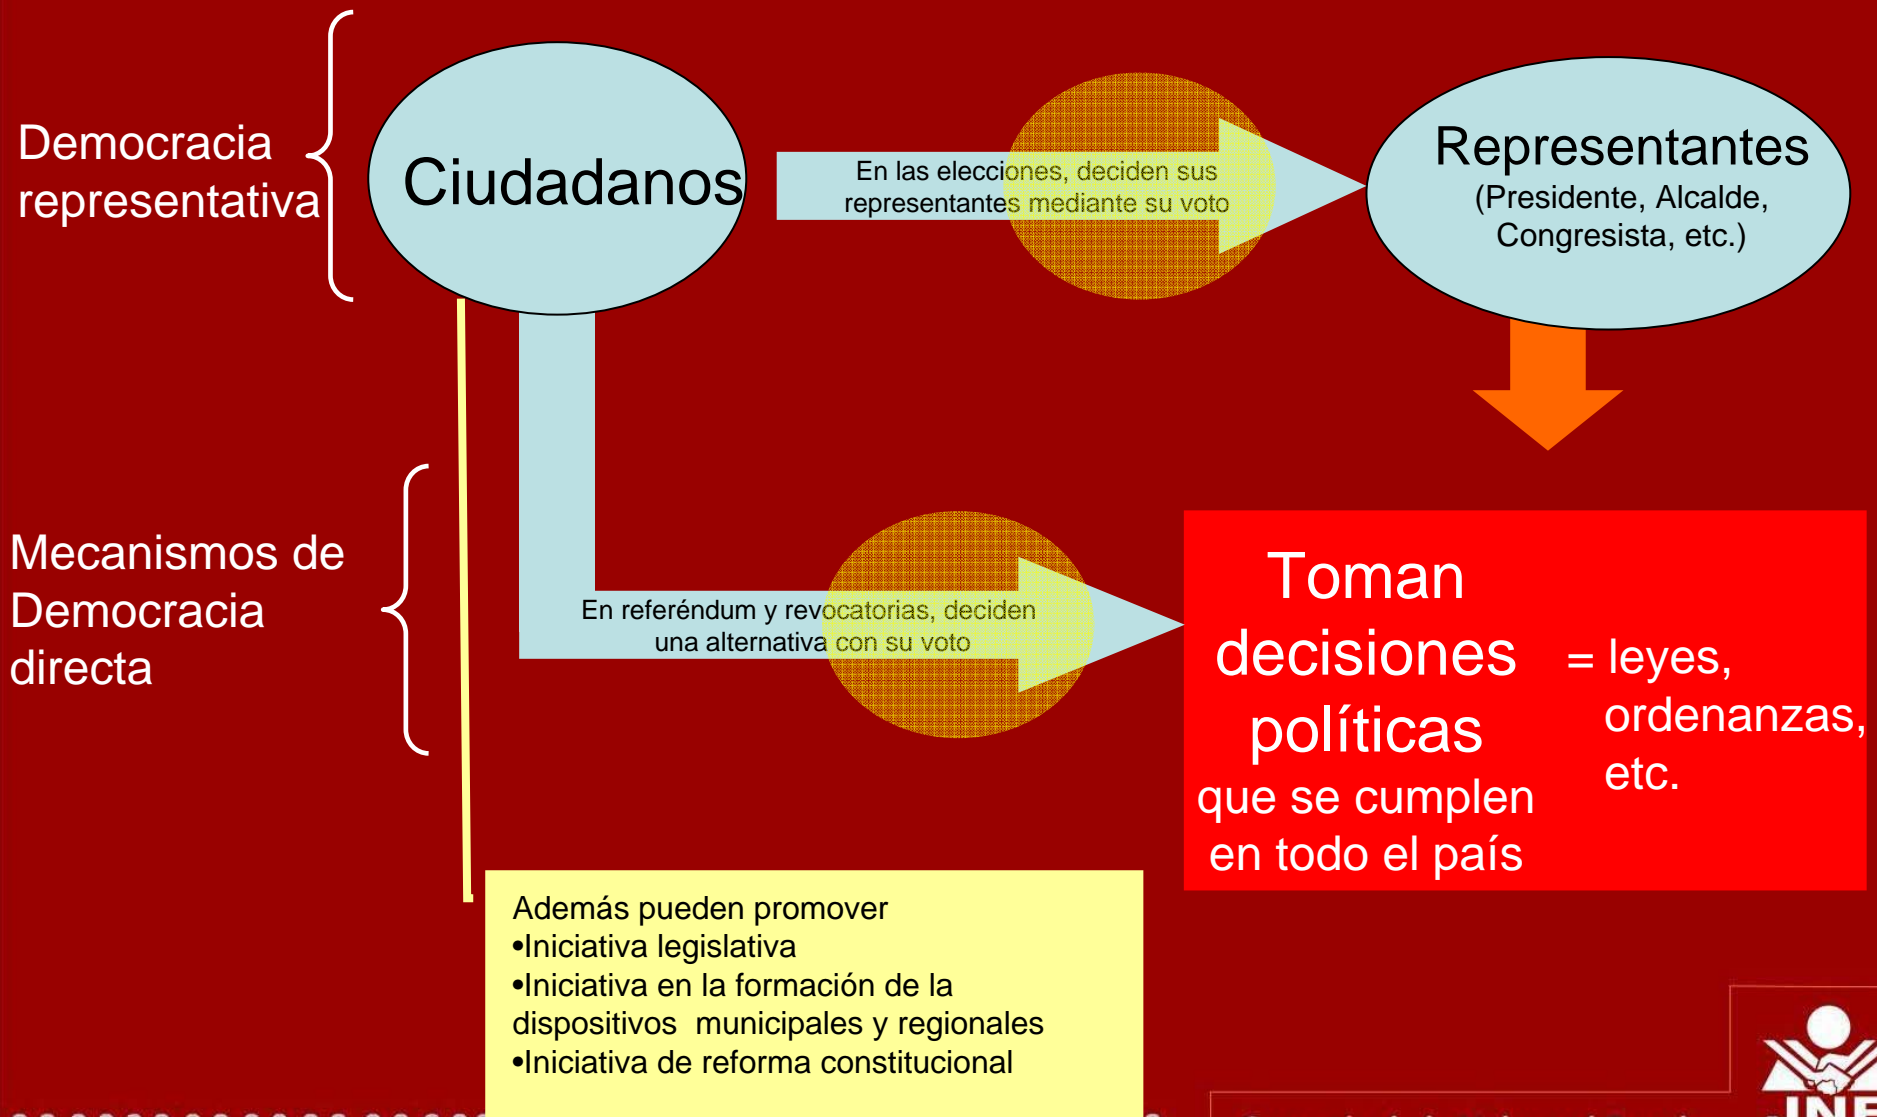 Democracia
representativa
Ciudadanos
En las elecciones, deciden sus
representantes mediante su voto
Representantes
(Presidente, Alcalde,
Congresista, etc.)
Mecanismos de
Democracia
directa
En referéndum y revocatorias, deciden
una alternativa con su voto
Toman
decisiones
políticas
que se cumplen
en todo el país
= leyes,
ordenanzas,
etc.
Además pueden promover
•Iniciativa legislativa
•Iniciativa en la formación de la
dispositivos municipales y regionales
•Iniciativa de reforma constitucional